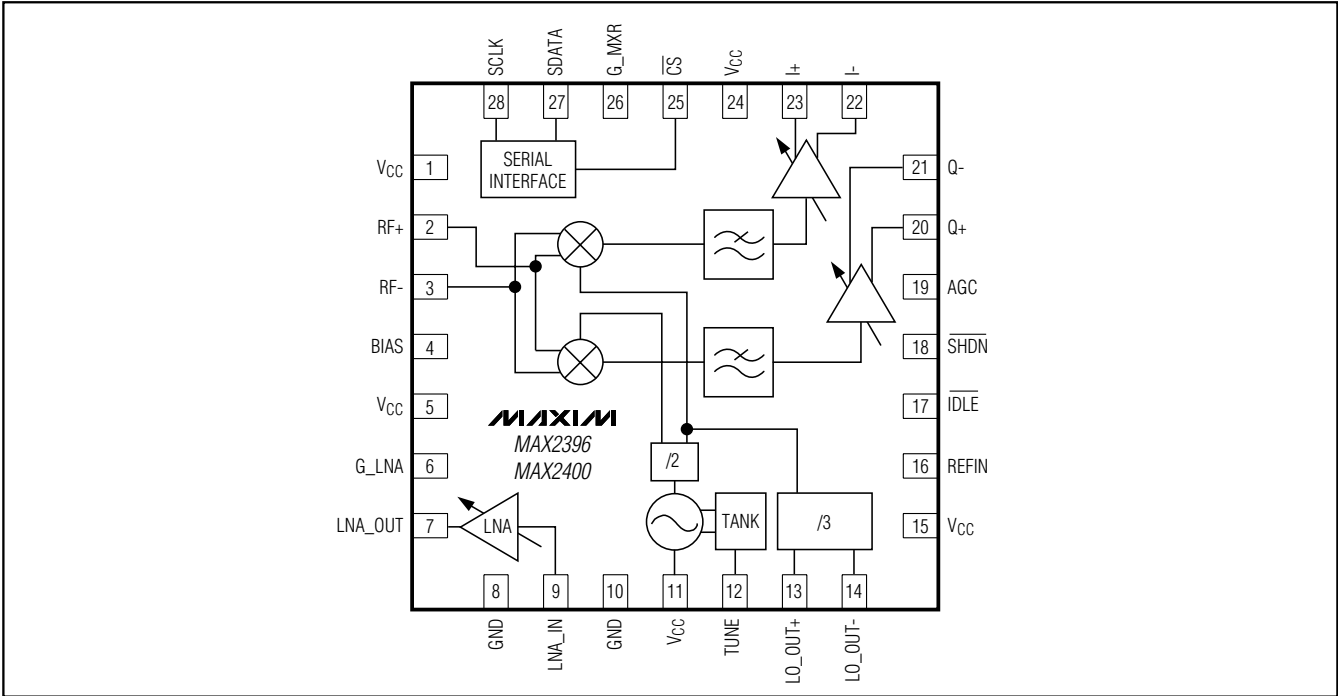 SCLK
SDATA
G_MXR
CS
VCC
I+
I-
28
27
26
25
24
23
22
VCC 1
SERIAL
INTERFACE
21 Q-
RF+ 2
20 Q+
RF- 3
19 AGC
BIAS 4
18 SHDN
VCC 5
17 IDLE
MAXIM
MAX2396
MAX2400
/2
G_LNA 6
16 REFIN
LNA_OUT 7
LNA
TANK
/3
15 VCC
8
9
10
11
12
13
14
GND
LNA_IN
GND
VCC
TUNE
LO_OUT+
LO_OUT-